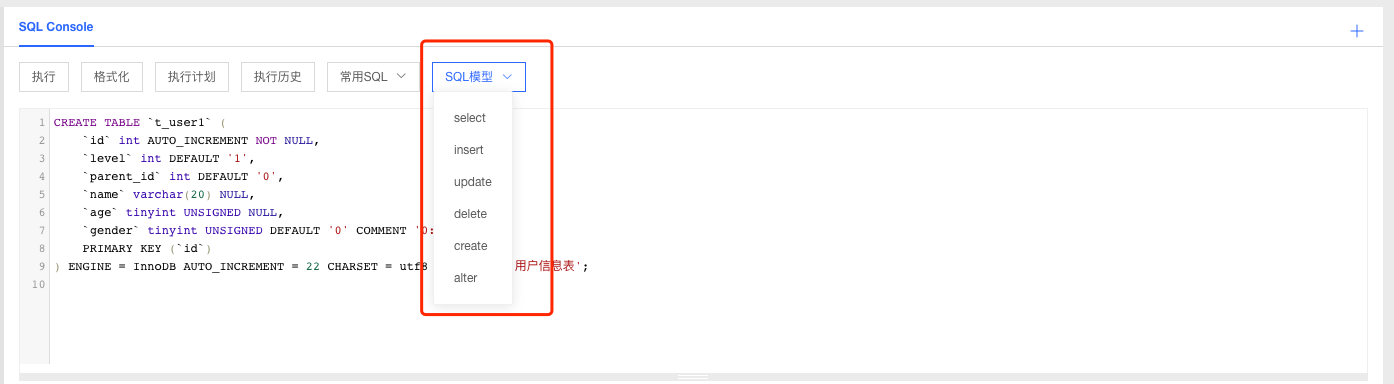 SQL Console
执行 格式化 执行计划 执行历史 常用SQL SQL模型
select
insert
update
delete
create
alter
1 CREATE TABLE `t_user1` (
2 `id` int AUTO_INCREMENT NOT NULL,
3 `level` int DEFAULT '1',
4 `parent_id` int DEFAULT '0',
5 `name` varchar(20) NULL,
6 `age` tinyint UNSIGNED NULL,
7 `gender` tinyint UNSIGNED DEFAULT '0' COMMENT '0:
8 PRIMARY KEY (`id`)
9 ) ENGINE = InnoDB AUTO_INCREMENT = 22 CHARSET = utf8 用户信息表';
10